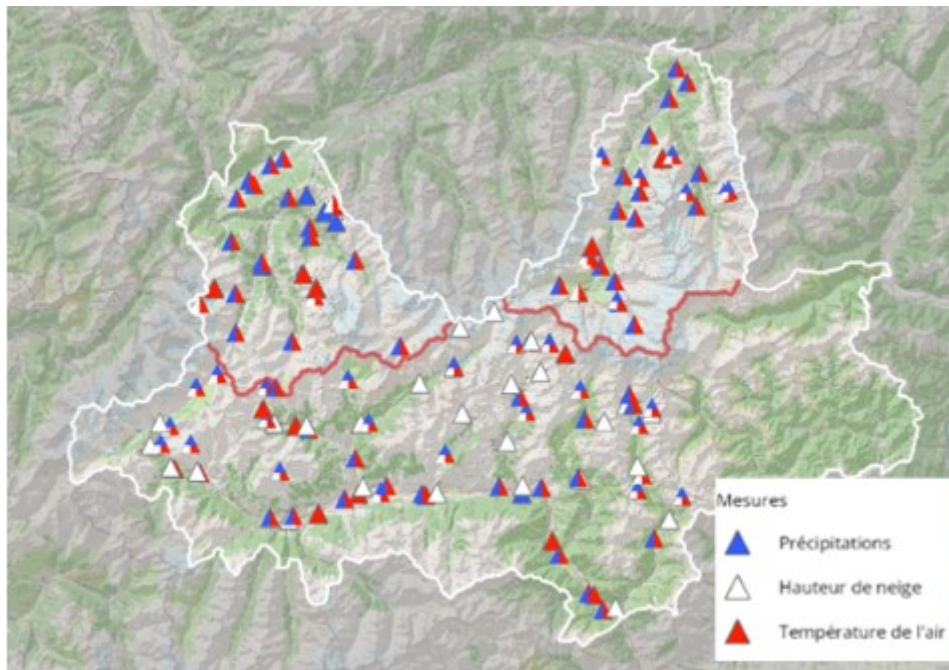 Mesures
Précipitations
Hauteur de neige
Température de l'air